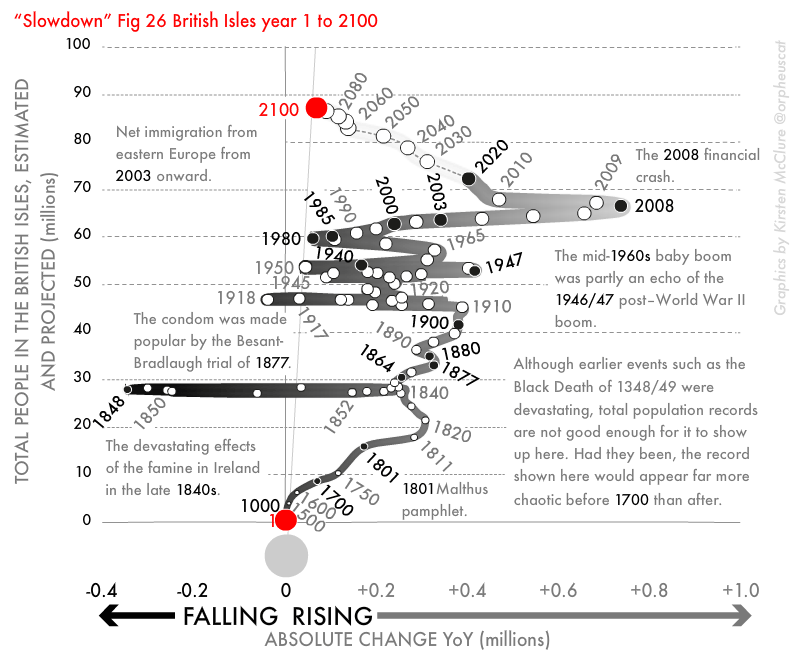 "Slowdown" Fig 26 British Isles year 1 to 2100
100
90
80
70
60
50
40
30
20
10
0
TOTAL PEOPLE IN THE BRITISH ISLES, ESTIMATED
AND PROJECTED (millions)
Graphics by Kirsten McClure @orpheuscat
2100
2080
2060
2050
2040
2030
2020
2010
2009
2008
Net immigration from
eastern Europe from
2003 onward.
The 2008 financial
crash.
1985
1990
2000
2003
1980
1965
1940
1950
1947
1945
1920
1918
1917
1910
1900
1890
1880
1877
1864
1848
1850
1852
1840
1820
1811
1801
1750
1700
1600
1500
1000
1
The mid-1960s baby boom
was partly an echo of the
1946/47 post–World War II
boom.
The condom was made
popular by the Besant-
Bradlaugh trial of 1877.
Although earlier events such as the
Black Death of 1348/49 were
devastating, total population records
are not good enough for it to show
up here. Had they been, the record
shown here would appear far more
chaotic before 1700 than after.
The devastating effects
of the famine in Ireland
in the late 1840s.
1801 Malthus
pamphlet.
-0.4
-0.2
0
+0.2
+0.4
+0.6
+0.8
+1.0
FALLING RISING
ABSOLUTE CHANGE YoY (millions)